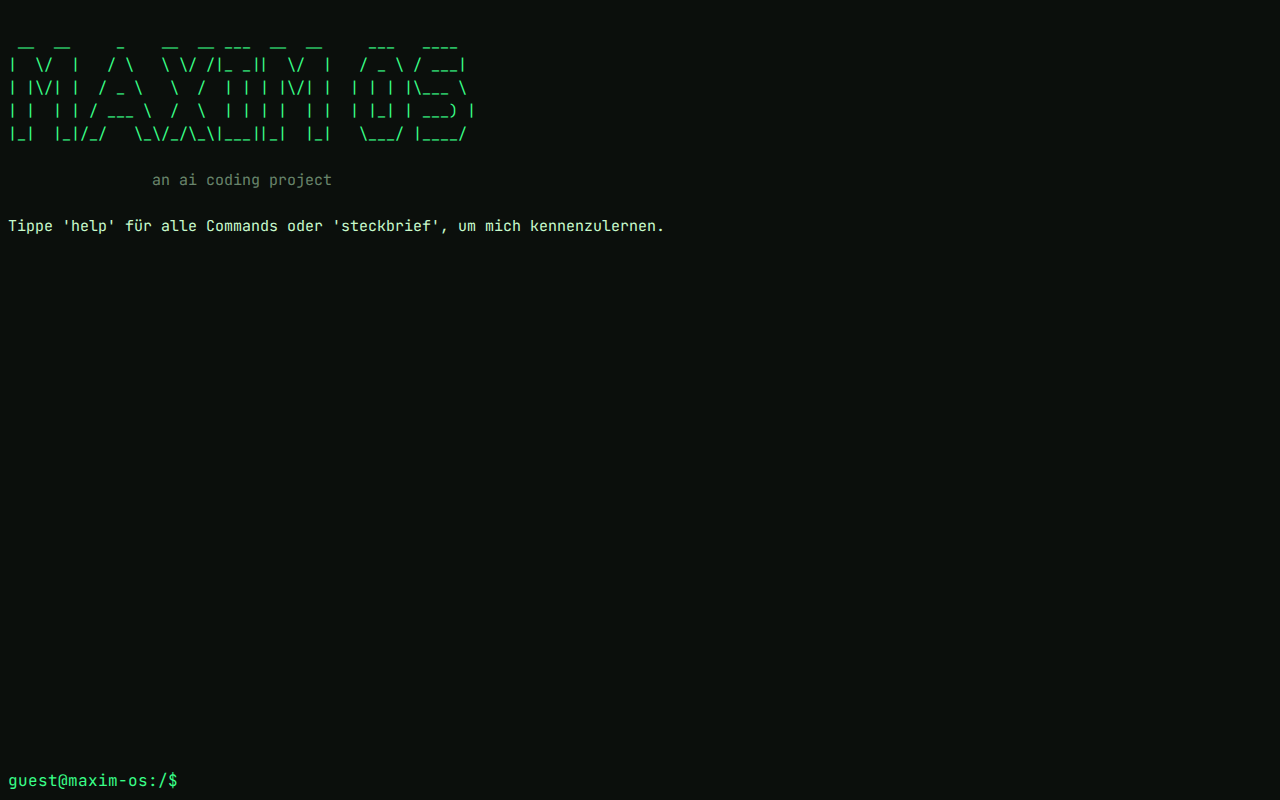 MAXIM OS
an ai coding project
Tippe 'help' für alle Commands oder 'steckbrief', um mich kennenzulernen.
guest@maxim-os:/$